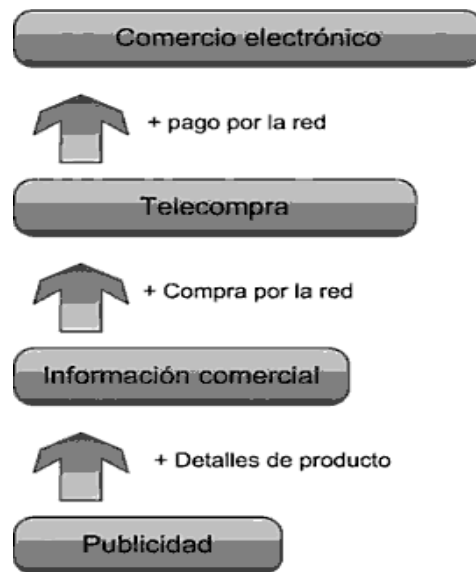 Comercio electrónico
+ pago por la red
Telecompra
+ Compra por la red
Información comercial
+ Detalles de producto
Publicidad